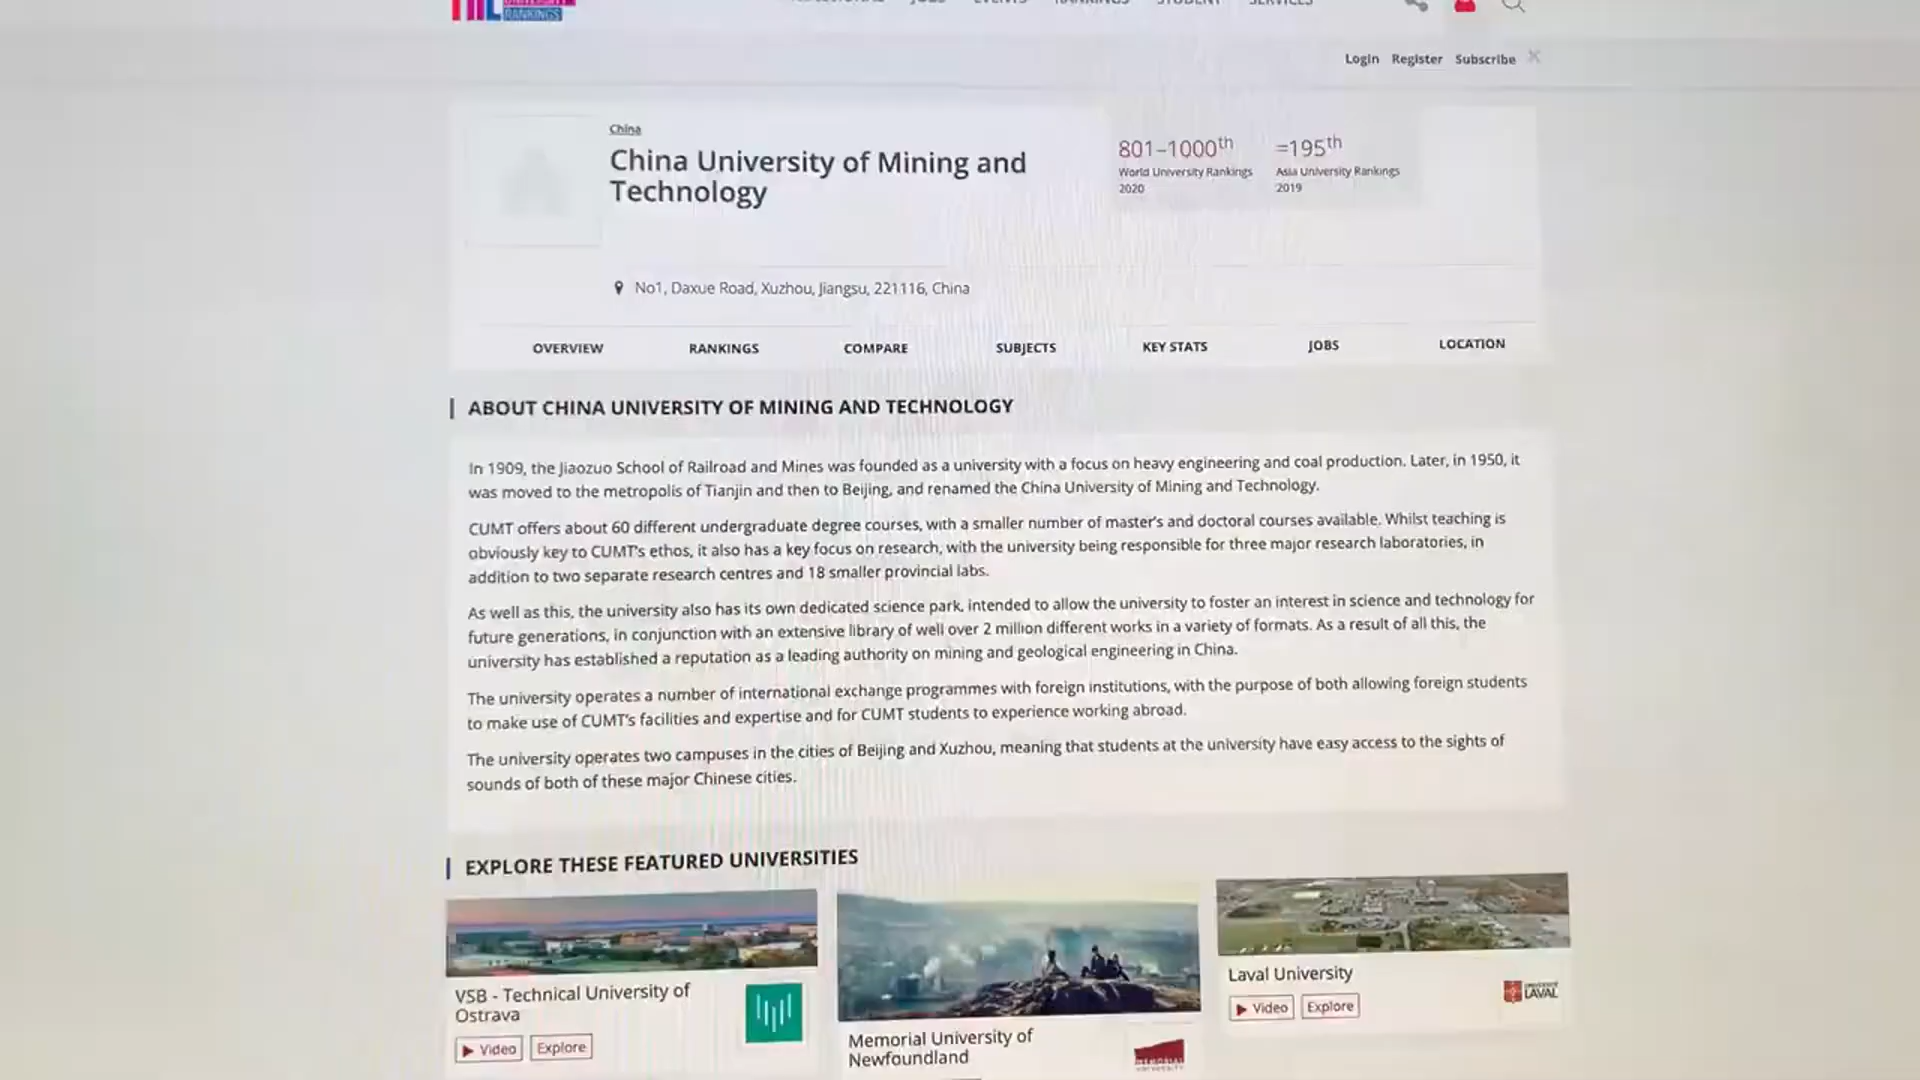 RANKINGS
Login Register Subscribe
China
China University of Mining and
Technology
801–1000th
World University Rankings
2020
=195th
Asia University Rankings
2019
No1, Daxue Road, Xuzhou, Jiangsu, 221116, China
OVERVIEW RANKINGS COMPARE SUBJECTS KEY STATS JOBS LOCATION
ABOUT CHINA UNIVERSITY OF MINING AND TECHNOLOGY
In 1909, the Jiaozuo School of Railroad and Mines was founded as a university with a focus on heavy engineering and coal production. Later, in 1950, it
was moved to the metropolis of Tianjin and then to Beijing, and renamed the China University of Mining and Technology.
CUMT offers about 60 different undergraduate degree courses, with a smaller number of master's and doctoral courses available. Whilst teaching is
obviously key to CUMT's ethos, it also has a key focus on research, with the university being responsible for three major research laboratories, in
addition to two separate research centres and 18 smaller provincial labs.
As well as this, the university also has its own dedicated science park, intended to allow the university to foster an interest in science and technology for
future generations, in conjunction with an extensive library of well over 2 million different works in a variety of formats. As a result of all this, the
university has established a reputation as a leading authority on mining and geological engineering in China.
The university operates a number of international exchange programmes with foreign institutions, with the purpose of both allowing foreign students
to make use of CUMT's facilities and expertise and for CUMT students to experience working abroad.
The university operates two campuses in the cities of Beijing and Xuzhou, meaning that students at the university have easy access to the sights of
sounds of both of these major Chinese cities.
EXPLORE THESE FEATURED UNIVERSITIES
VSB - Technical University of
Ostrava
Video Explore
Memorial University of
Newfoundland
MEMORIAL
UNIVERSITY
Laval University
Video Explore
UNIVERSITÉ
LAVAL